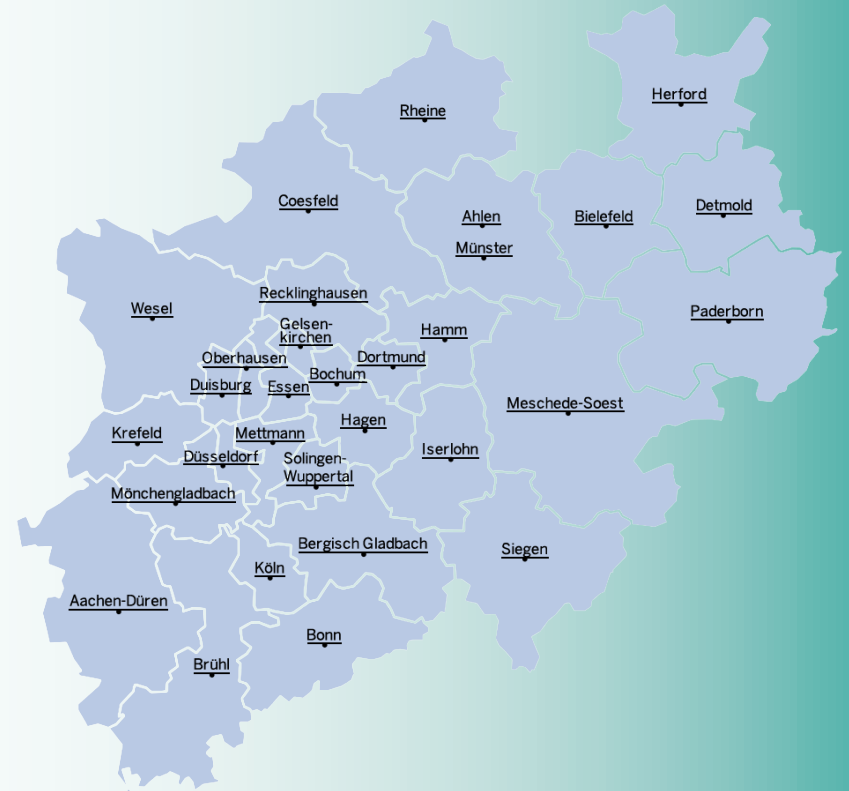 Herford
Rheine
Coesfeld
Ahlen
Bielefeld
Detmold
Münster
Recklinghausen
Wesel
Paderborn
Gelsen-
kirchen
Hamm
Oberhausen
Dortmund
Bochum
Duisburg
Essen
Meschede-Soest
Hagen
Krefeld
Mettmann
Iserlohn
Düsseldorf
Solingen-
Wuppertal
Mönchengladbach
Bergisch Gladbach
Siegen
Köln
Aachen-Düren
Bonn
Brühl